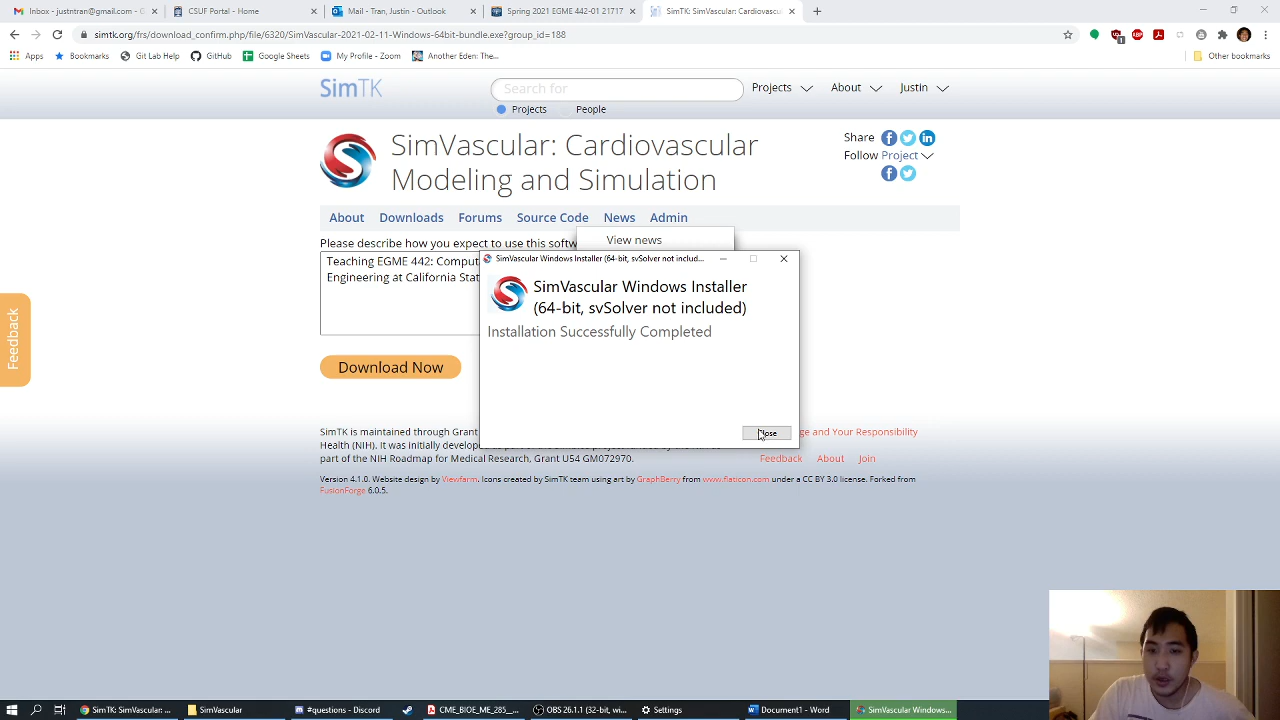 Inbox - justntran@gmail.com - G
CSUF Portal - Home
Mail - Tran, Justin - Outlook
Spring 2021 EGME 442-01 21717
SimTK: SimVascular: Cardiovascu
simtk.org/frs/download_confirm.php/file/6320/SimVascular-2021-02-11-Windows-64bit-bundle.exe?group_id=188
Apps
Bookmarks
Git Lab Help
GitHub
Google Sheets
My Profile - Zoom
Another Eden: The...
Other bookmarks
SimTK
Search for
Projects
About
Justin
Projects
People
SimVascular: Cardiovascular
Modeling and Simulation
Share
Follow Project
About
Downloads
Forums
Source Code
News
Admin
View news
Please describe how you expect to use this softw
Teaching EGME 442: Comput
Engineering at California Stat
SimVascular Windows Installer (64-bit, svSolver not includ...
SimVascular Windows Installer
(64-bit, svSolver not included)
Installation Successfully Completed
Close
Feedback
Download Now
SimTK is maintained through Grant
Health (NIH). It was initially develop
part of the NIH Roadmap for Medical Research, Grant U54 GM072970.
ge and Your Responsibility
Feedback
About
Join
Version 4.1.0. Website design by Viewfarm. Icons created by SimTK team using art by GraphBerry from www.flaticon.com under a CC BY 3.0 license. Forked from
FusionForge 6.0.5.
SimTK: SimVascular...
SimVascular
#questions - Discord
CME_BIOE_ME_285_...
OBS 26.1.1 (32-bit, wi...
Settings
Document1 - Word
SimVascular Windows...